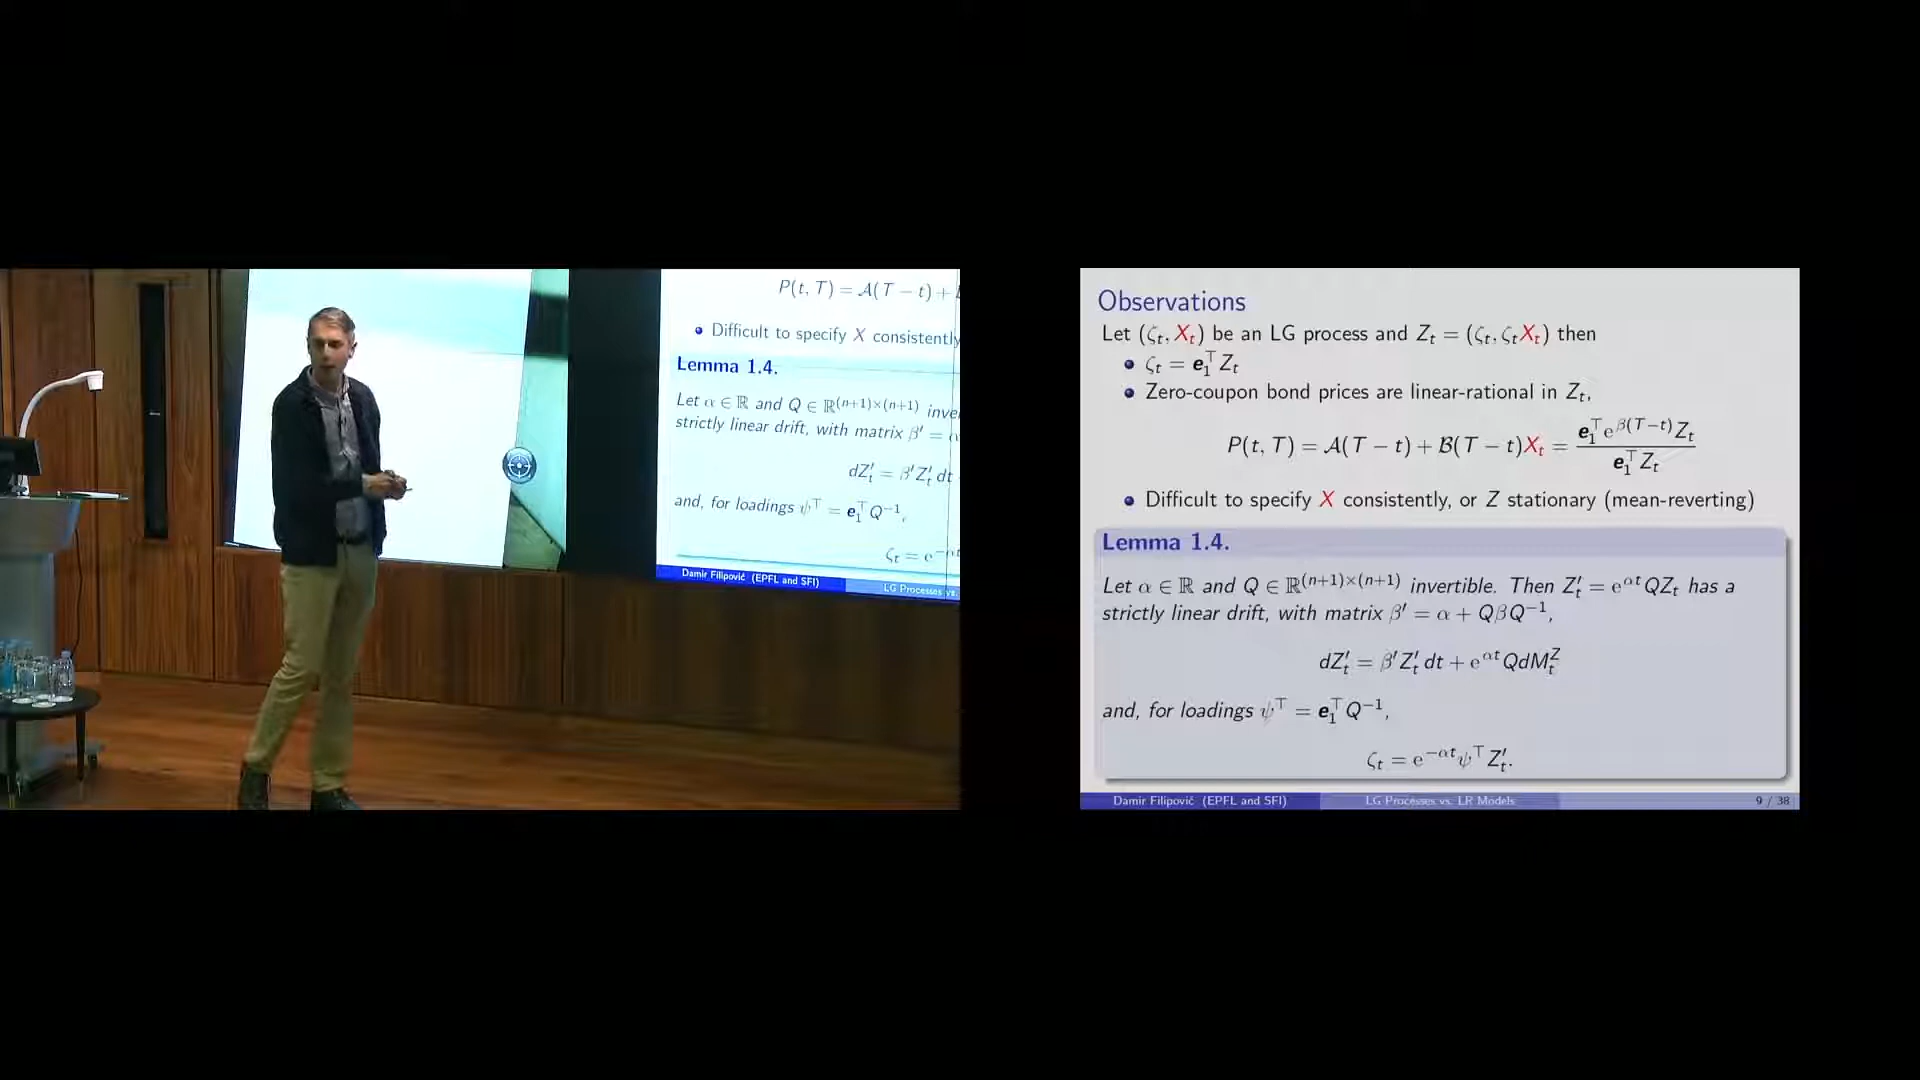 P(t, T) = A(T − t) +
• Difficult to specify X consistently
Lemma 1.4.
Let α ∈ ℝ and Q ∈ ℝ^(n+1)×(n+1)
strictly linear drift, with matrix β′ =
dZ′_t = β′Z′_t dt
and, for loadings ψ^⊤ = e_1^⊤ Q^−1,
ζ_t = e^−αt
Damir Filipović (EPFL and SFI) LG Processes vs.
Observations
Let (ζ_t, X_t) be an LG process and Z_t = (ζ_t, ζ_t X_t) then
• ζ_t = e_1^⊤ Z_t
• Zero-coupon bond prices are linear-rational in Z_t,
P(t, T) = A(T − t) + B(T − t)X_t = e_1^⊤ e^β(T−t) Z_t / e_1^⊤ Z_t
• Difficult to specify X consistently, or Z stationary (mean-reverting)
Lemma 1.4.
Let α ∈ ℝ and Q ∈ ℝ^(n+1)×(n+1) invertible. Then Z′_t = e^αt QZ_t has a
strictly linear drift, with matrix β′ = α + QβQ^−1,
dZ′_t = β′Z′_t dt + e^αt QdM_t^Z
and, for loadings ψ^⊤ = e_1^⊤ Q^−1,
ζ_t = e^−αt ψ^⊤ Z′_t.
Damir Filipović (EPFL and SFI) LG Processes vs. LR Models 9 / 38